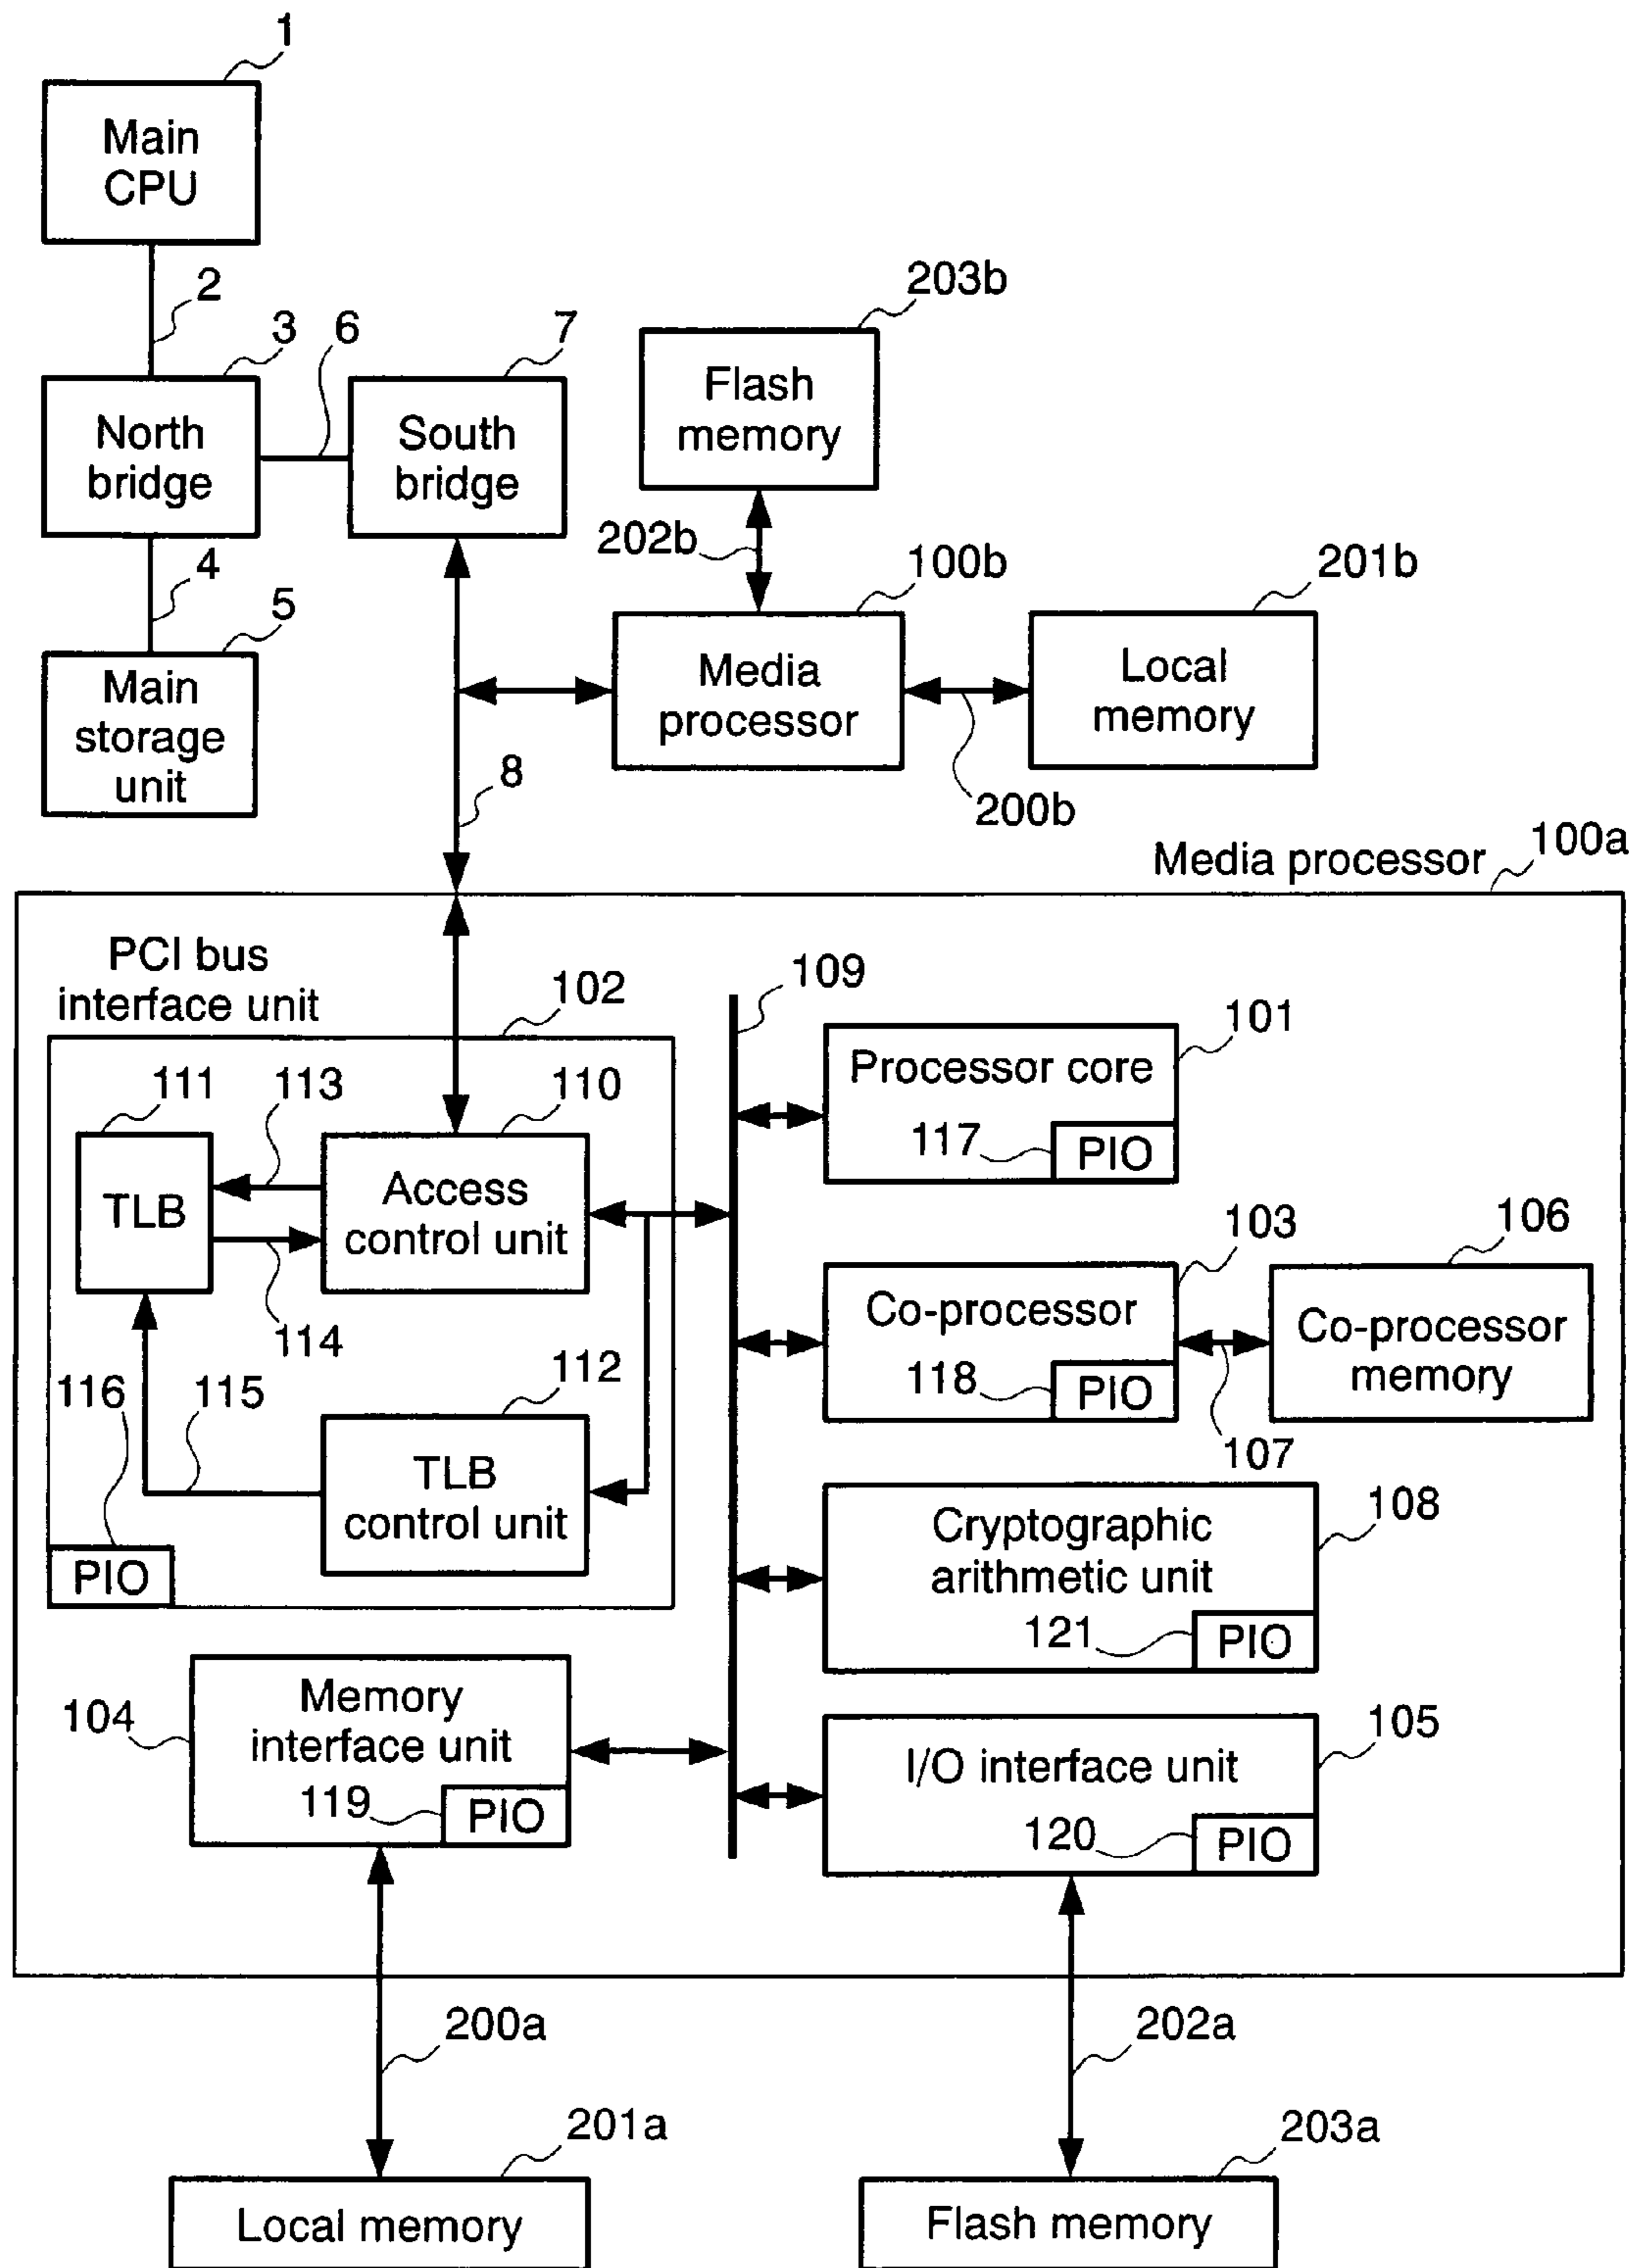 1
Main
CPU
2
3
6
7
North
bridge
South
bridge
203b
Flash
memory
202b
4
5
Main
storage
unit
100b
201b
Media
processor
Local
memory
200b
8
Media processor
100a
PCI bus
interface unit
102
109
101
Processor core
117
PIO
111
113
110
TLB
Access
control unit
114
103
106
Co-processor
118
PIO
Co-processor
memory
107
116
115
112
TLB
control unit
PIO
108
Cryptographic
arithmetic unit
121
PIO
104
Memory
interface unit
119
PIO
105
I/O interface unit
120
PIO
200a
202a
201a
203a
Local memory
Flash memory